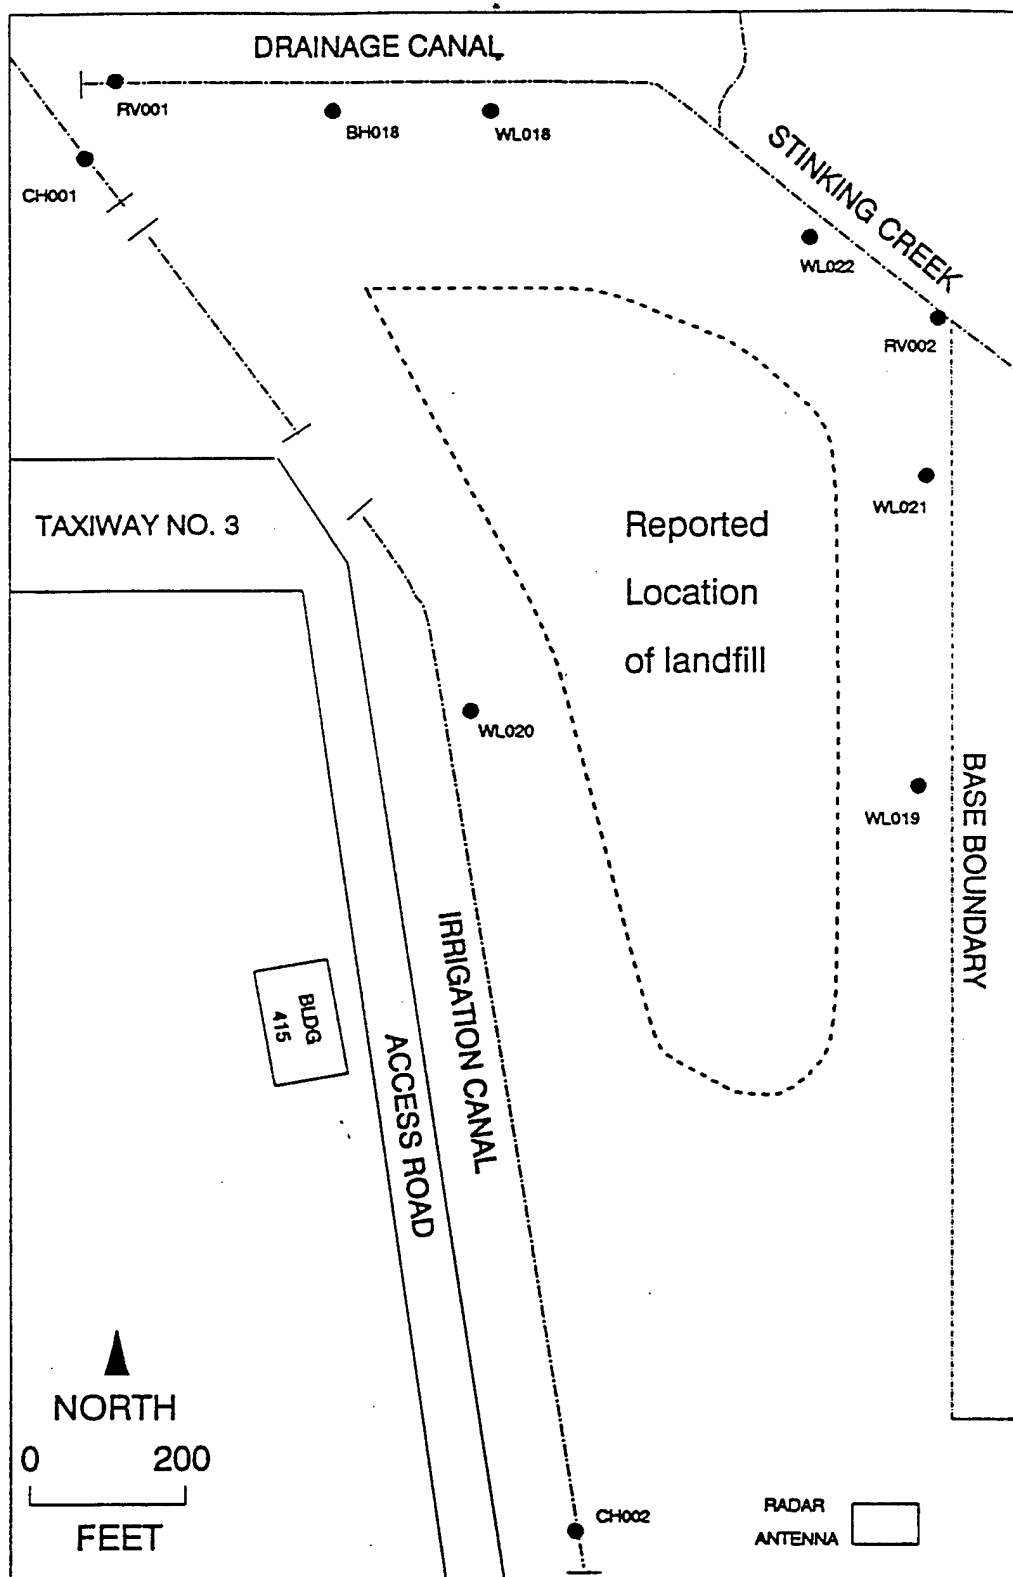 DRAINAGE CANAL
RV001
BH018
WL018
STINKING CREEK
CH001
WL022
RV002
TAXIWAY NO. 3
Reported
Location
of landfill
WL021
WL020
WL019
BASE BOUNDARY
IRRIGATION CANAL
BLDG
415
ACCESS ROAD
NORTH
0 200
FEET
CH002
RADAR
ANTENNA